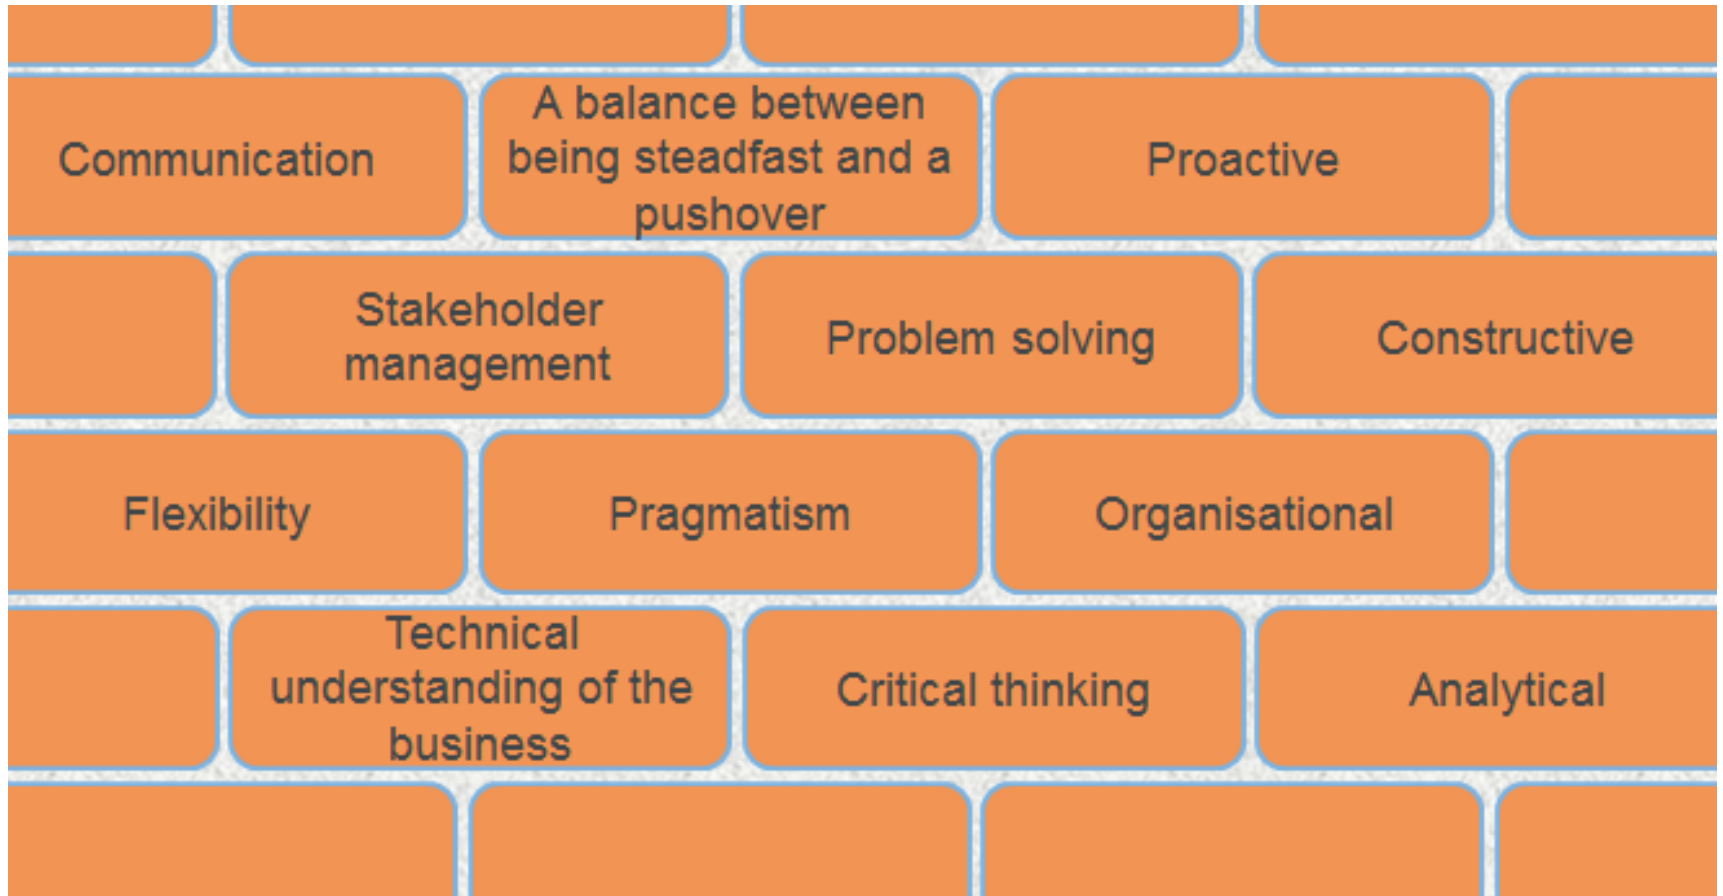 Communication
A balance between
being steadfast and a
pushover
Proactive
Stakeholder
management
Problem solving
Constructive
Flexibility
Pragmatism
Organisational
Technical
understanding of the
business
Critical thinking
Analytical